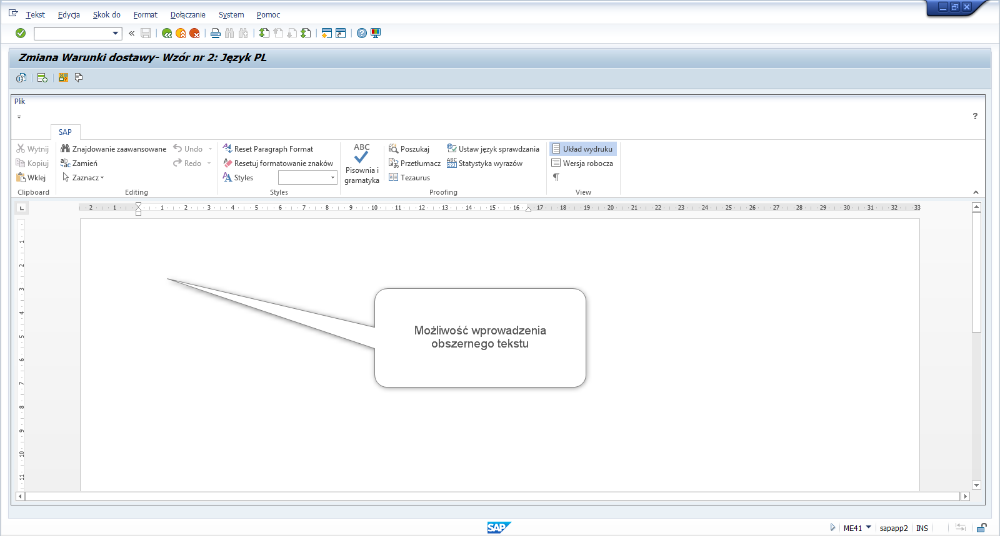 Tekst Edycja Skok do Format Dołączanie System Pomoc
Zmiana Warunki dostawy- Wzór nr 2: Język PL
Plik
?
SAP
Wytnij Znajdowanie zaawansowane Undo Reset Paragraph Format ABC Poszukaj Ustaw język sprawdzania Układ wydruku
Kopiuj Zamień Redo Resetuj formatowanie znaków Pisownia i Przetłumacz Statystyka wyrazów Wersja robocza
Wklej Zaznacz Styles gramatyka Tezaurus ¶
Clipboard Editing Styles Proofing View
2 1 1 2 3 4 5 6 7 8 9 10 11 12 13 14 15 16 17 18 19 20 21 22 23 24 25 26 27 28 29 30 31 32 33
1
2
3
4
5
6
7
8
9
10
11
Możliwość wprowadzenia
obszernego tekstu
SAP ME41 sapapp2 INS